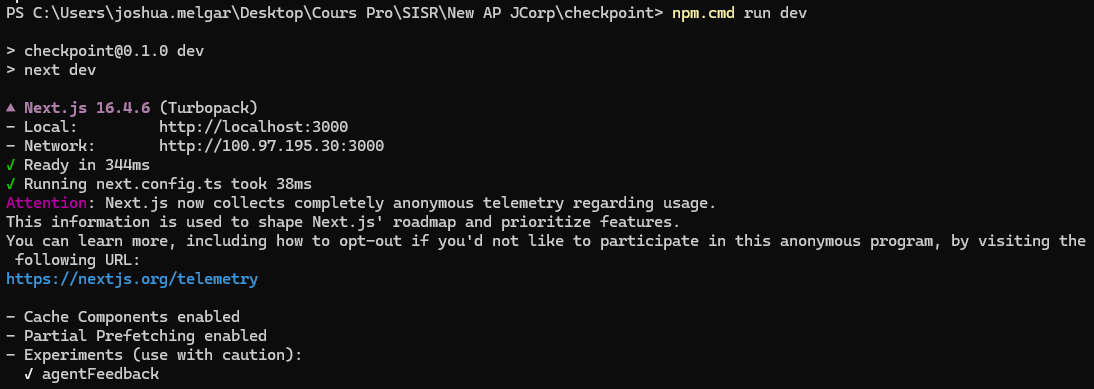 PS C:\Users\joshua.melgar\Desktop\Cours Pro\SISR\New AP JCorp\checkpoint> npm.cmd run dev
> checkpoint@0.1.0 dev
> next dev
▲ Next.js 16.4.6 (Turbopack)
- Local:         http://localhost:3000
- Network:       http://100.97.195.30:3000
✓ Ready in 344ms
✓ Running next.config.ts took 38ms
Attention: Next.js now collects completely anonymous telemetry regarding usage.
This information is used to shape Next.js' roadmap and prioritize features.
You can learn more, including how to opt-out if you'd not like to participate in this anonymous program, by visiting the
 following URL:
https://nextjs.org/telemetry
- Cache Components enabled
- Partial Prefetching enabled
- Experiments (use with caution):
  ✓ agentFeedback